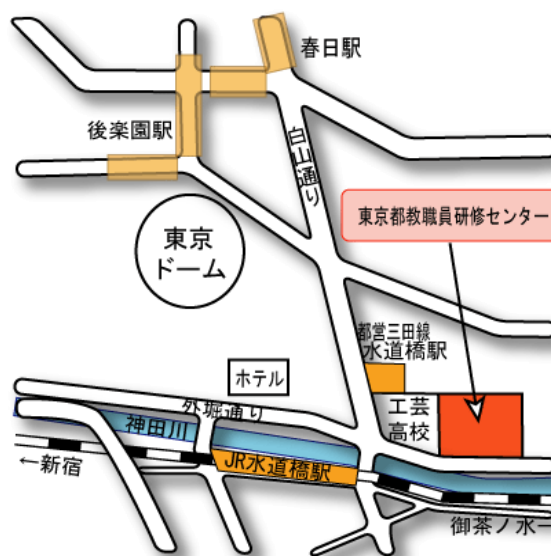 春日駅
後楽園駅
白山通り
東京都教職員研修センター
東京
ドーム
都営三田線
水道橋駅
ホテル
外堀通り
工芸
高校
神田川
JR水道橋駅
←新宿
御茶ノ水→